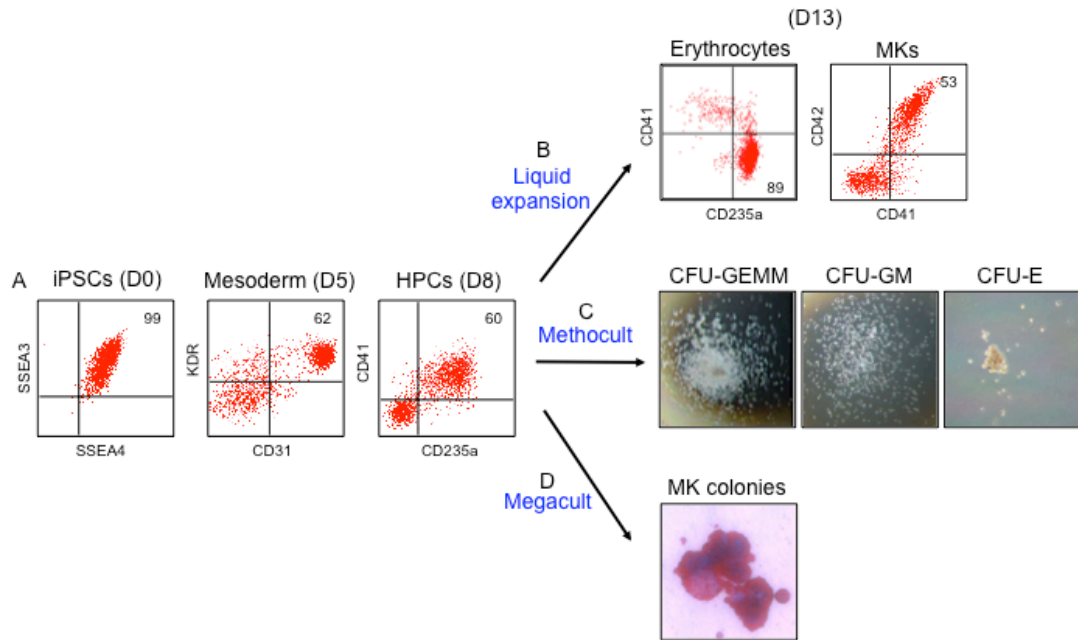 (D13)
Erythrocytes
MKs
CD41
89
CD235a
CD42
53
CD41
B
Liquid
expansion
A
iPSCs (D0)
SSEA3
99
SSEA4
Mesoderm (D5)
KDR
62
CD31
HPCs (D8)
CD41
60
CD235a
C
Methocult
CFU-GEMM
CFU-GM
CFU-E
D
Megacult
MK colonies